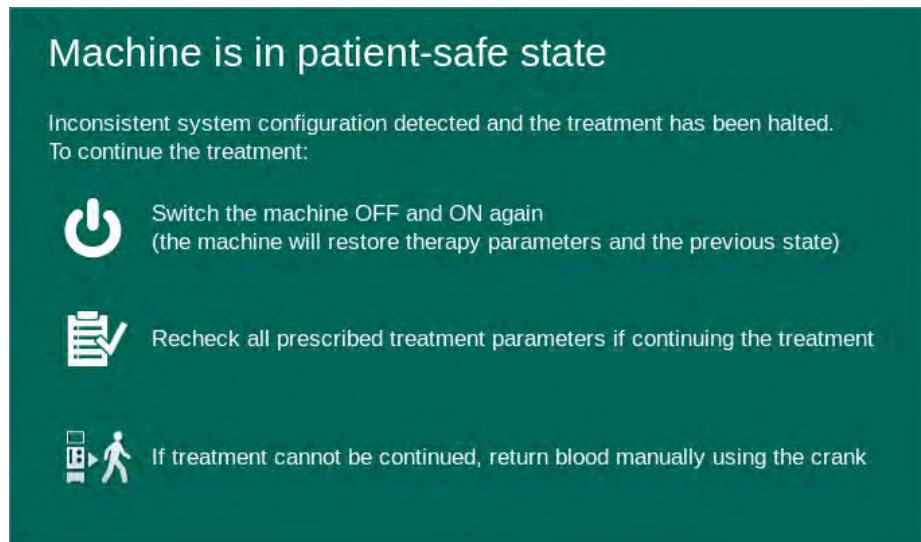 Machine is in patient-safe state
Inconsistent system configuration detected and the treatment has been halted.
To continue the treatment:
Switch the machine OFF and ON again
(the machine will restore therapy parameters and the previous state)
Recheck all prescribed treatment parameters if continuing the treatment
If treatment cannot be continued, return blood manually using the crank